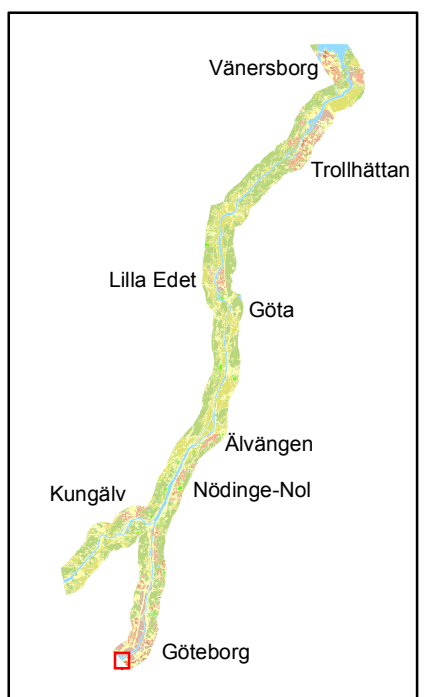 Vänersborg
Trollhättan
Lilla Edet
Göta
Älvängen
Nödinge-Nol
Kungälv
Göteborg